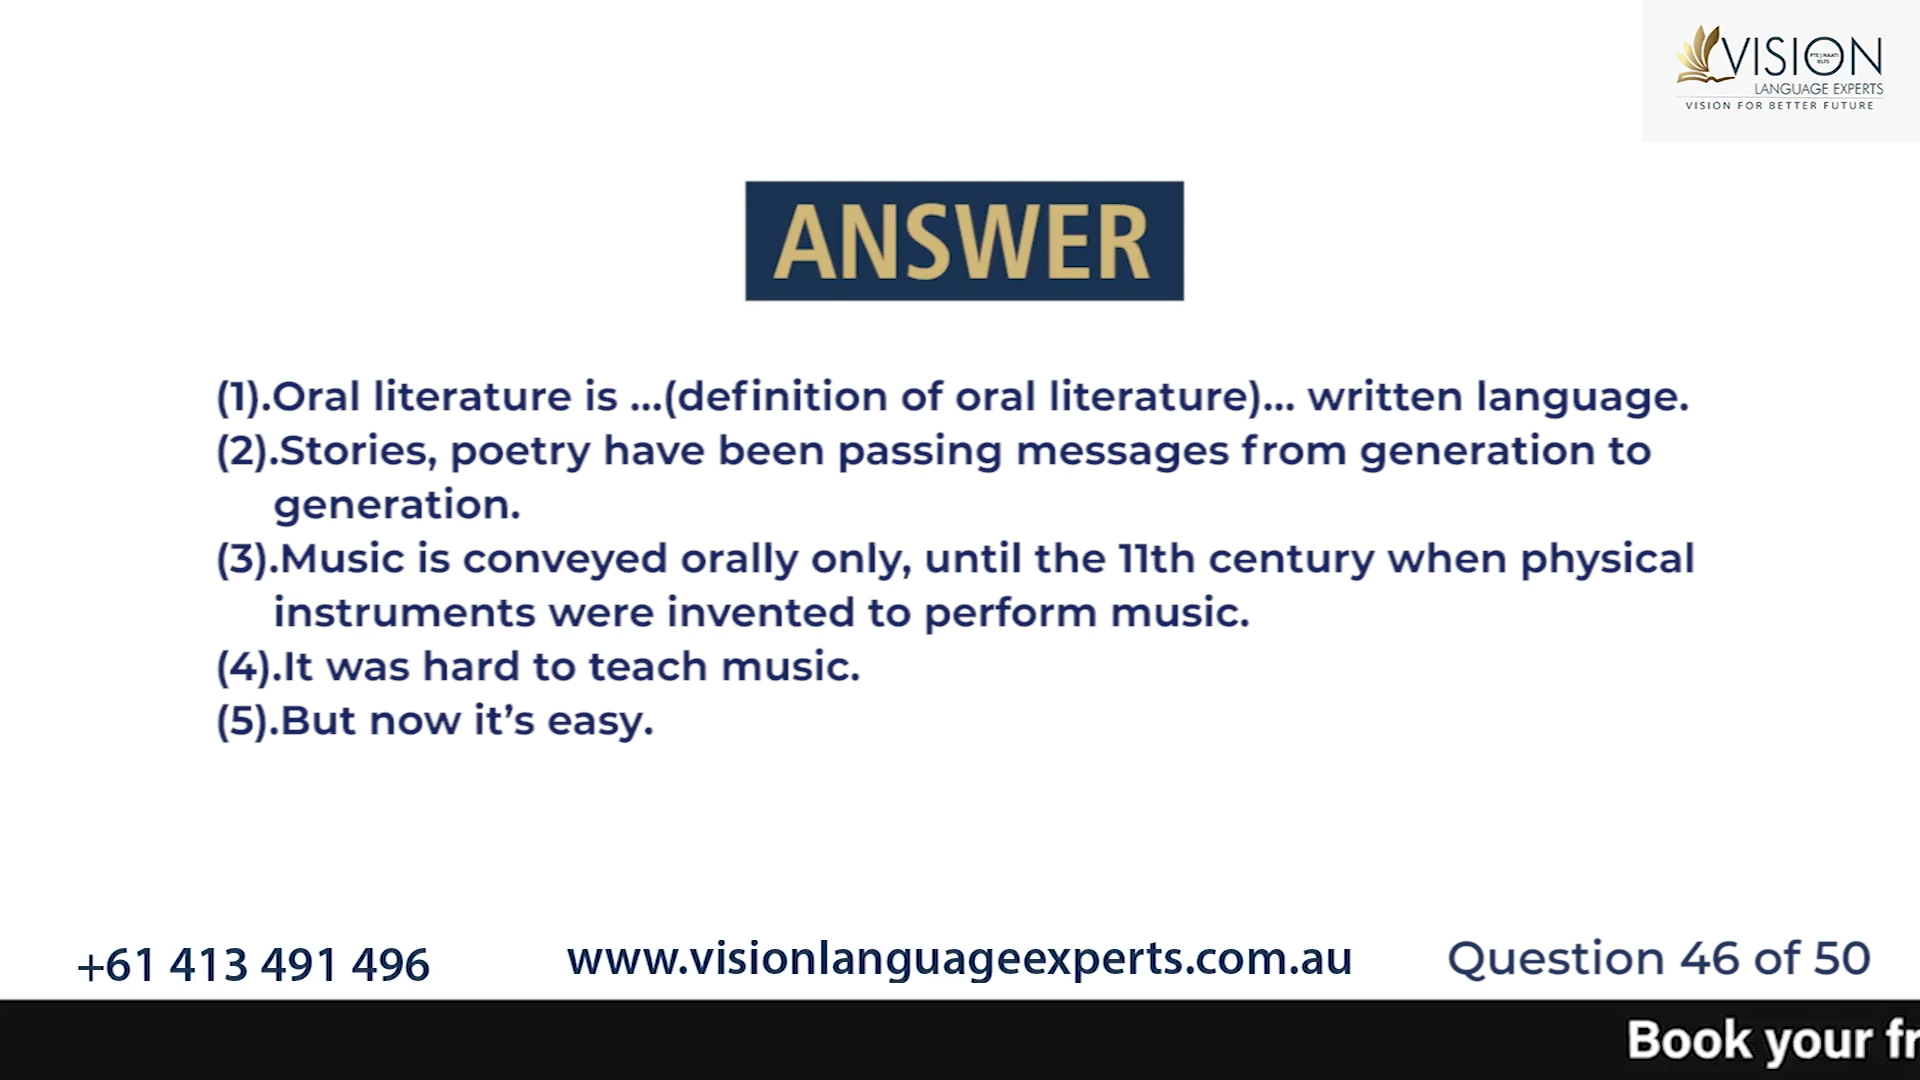 VISION
LANGUAGE EXPERTS
VISION FOR BETTER FUTURE
ANSWER
(1).Oral literature is ...(definition of oral literature)... written language.
(2).Stories, poetry have been passing messages from generation to
generation.
(3).Music is conveyed orally only, until the 11th century when physical
instruments were invented to perform music.
(4).It was hard to teach music.
(5).But now it's easy.
+61 413 491 496
www.visionlanguageexperts.com.au
Question 46 of 50
Book your fr